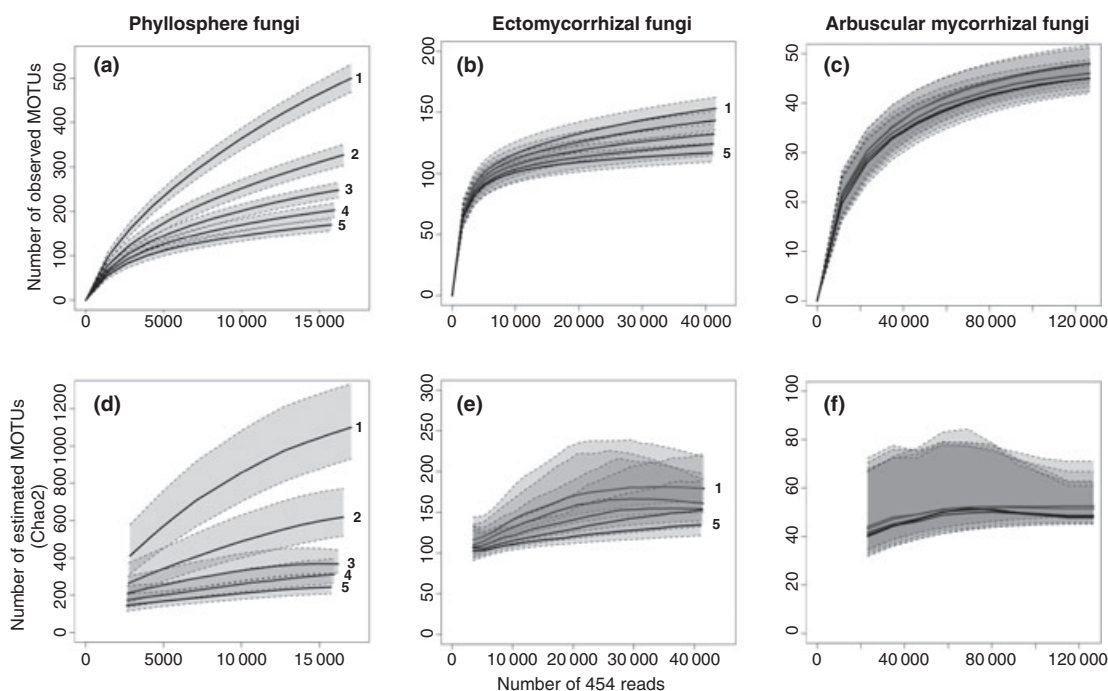 Phyllosphere fungi
Ectomycorrhizal fungi
Arbuscular mycorrhizal fungi
Number of observed MOTUs
(a)
500
400
300
200
100
0
1
2
3
4
5
0 5000 10 000 15 000
(b)
200
150
100
50
0
1
5
0 10 000 20 000 30 000 40 000
(c)
50
40
30
20
10
0
0 40 000 80 000 120 000
Number of estimated MOTUs
(Chao2)
(d)
1200
1000
800
600
400
200
0
1
2
3
4
5
0 5000 10 000 15 000
(e)
300
250
200
150
100
50
0
1
5
0 10 000 20 000 30 000 40 000
(f)
100
80
60
40
20
0
0 40 000 80 000 120 000
Number of 454 reads